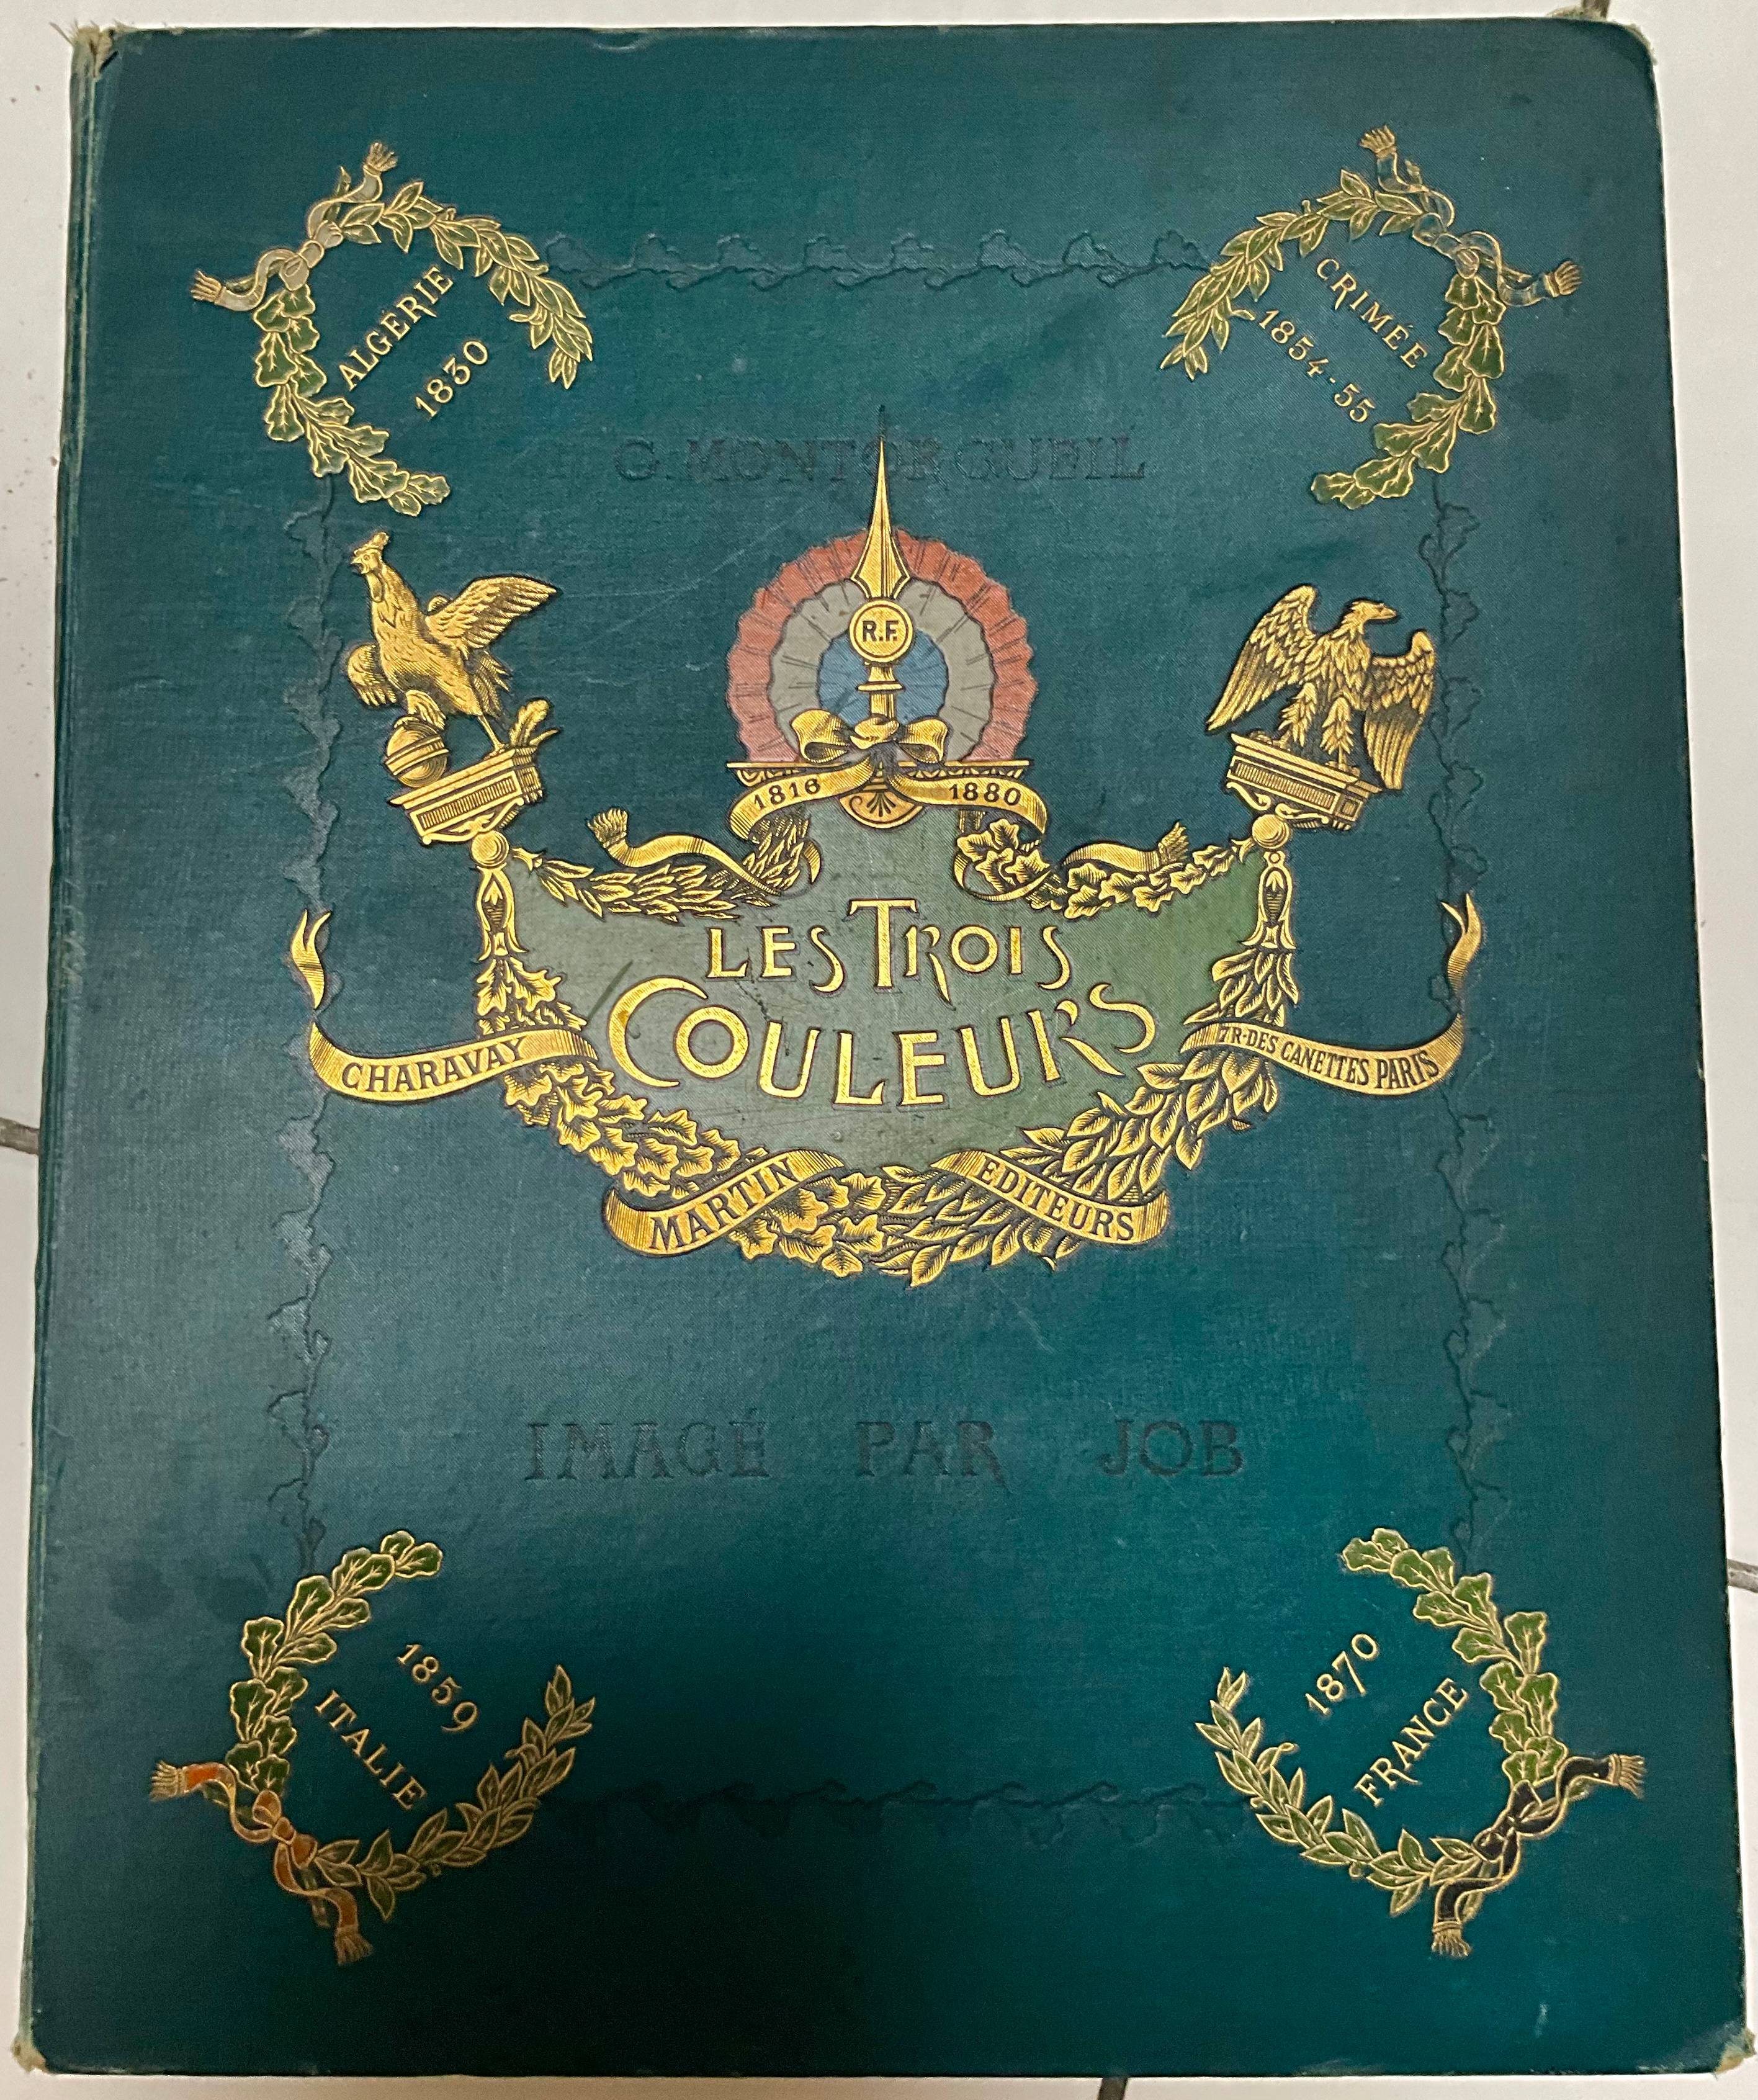 ALGÉRIE
1830
CRIMÉE
1854-55
G. MONTORGUEIL
R.F.
1816 1880
LES TROIS
COULEURS
CHARAVAY
7 R. DES CANETTES PARIS
MARTIN
EDITEURS
IMAGÉ PAR JOB
1859
ITALIE
1870
FRANCE